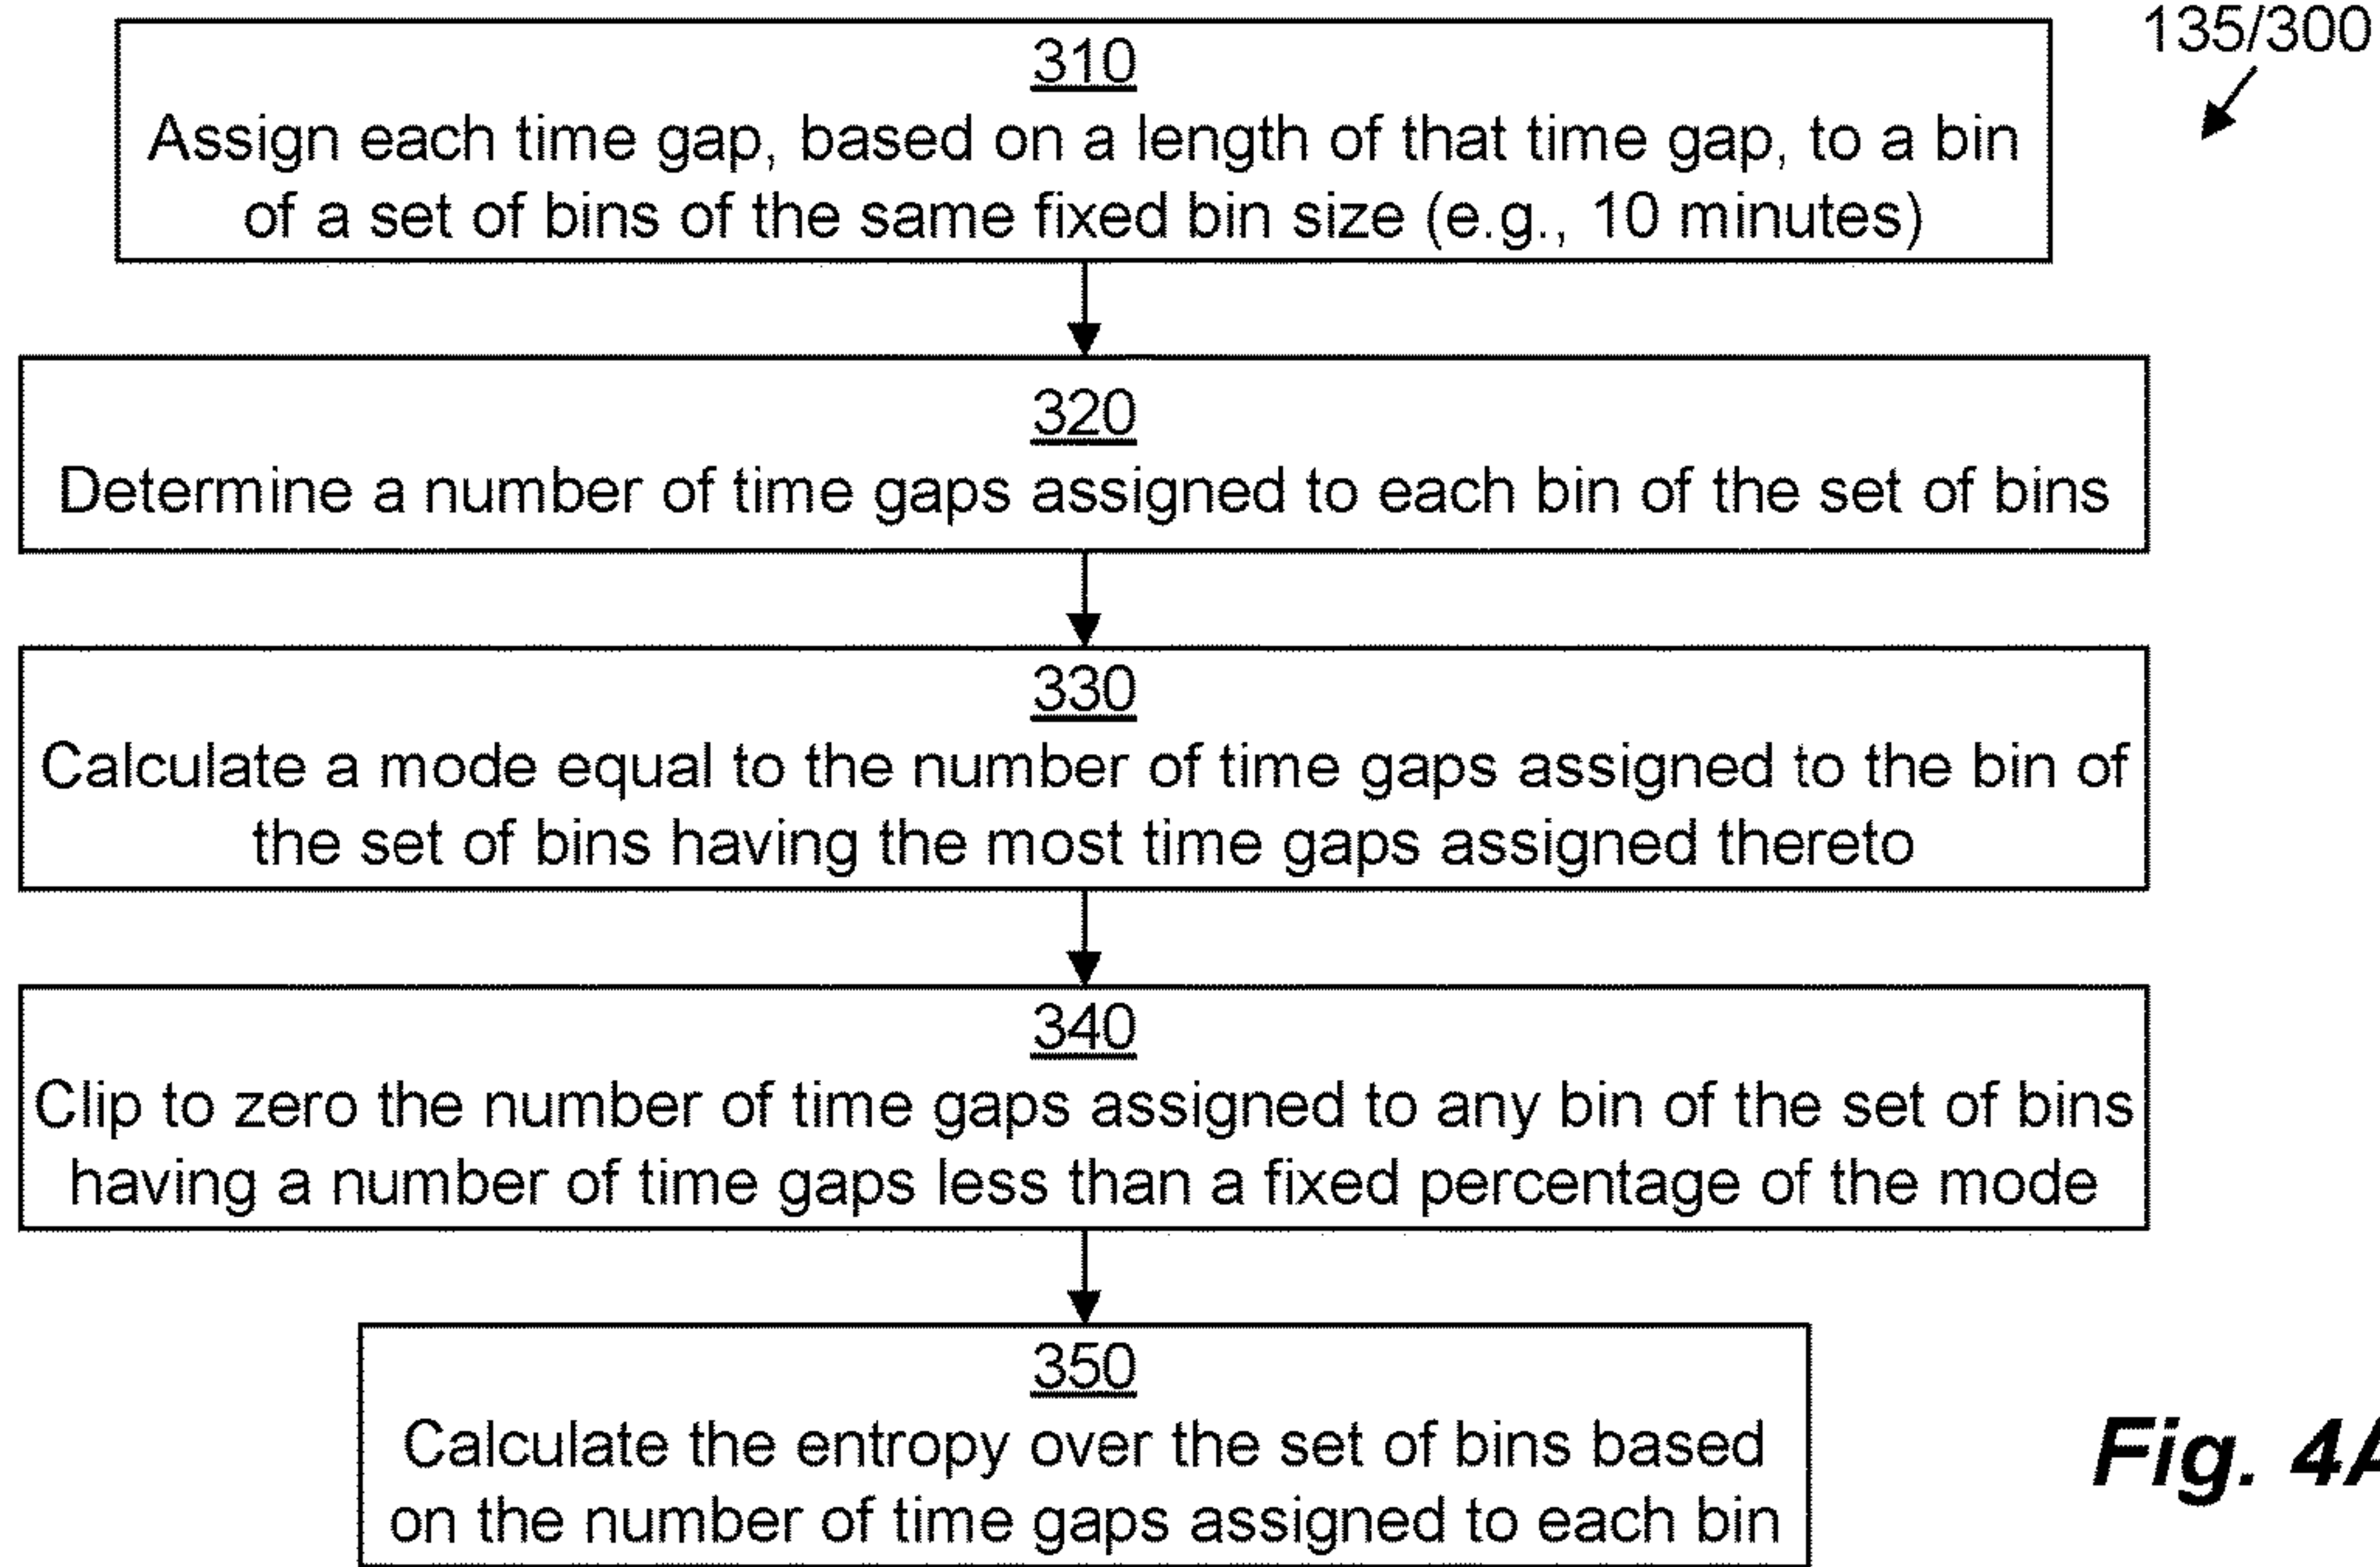 135/300
310
Assign each time gap, based on a length of that time gap, to a bin
of a set of bins of the same fixed bin size (e.g., 10 minutes)
320
Determine a number of time gaps assigned to each bin of the set of bins
330
Calculate a mode equal to the number of time gaps assigned to the bin of
the set of bins having the most time gaps assigned thereto
340
Clip to zero the number of time gaps assigned to any bin of the set of bins
having a number of time gaps less than a fixed percentage of the mode
350
Calculate the entropy over the set of bins based
on the number of time gaps assigned to each bin
Fig. 4A